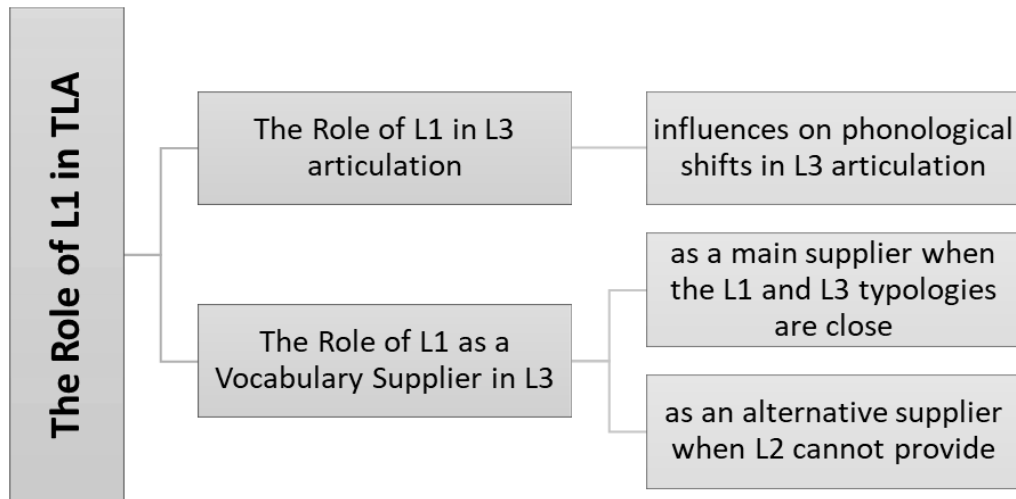 The Role of L1 in TLA
The Role of L1 in L3
articulation
influences on phonological
shifts in L3 articulation
The Role of L1 as a
Vocabulary Supplier in L3
as a main supplier when
the L1 and L3 typologies
are close
as an alternative supplier
when L2 cannot provide